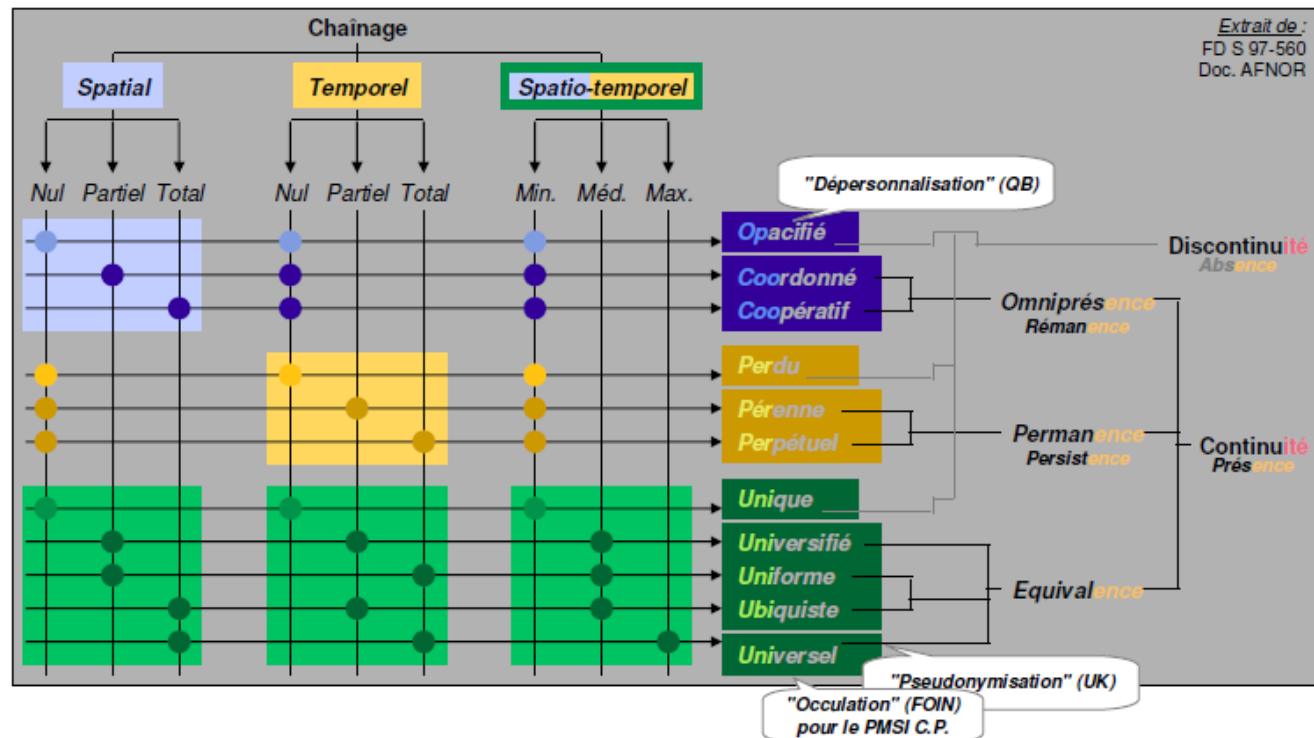 Chaînage
Extrait de :
FD S 97-560
Doc. AFNOR
Spatial
Temporel
Spatio-temporel
Nul Partiel Total
Nul Partiel Total
Min. Méd. Max.
"Dépersonnalisation" (QB)
Opacifié
Discontinuité
Absence
Coordonné
Coopératif
Omniprésence
Rémanence
Perdu
Pérenne
Perpétuel
Permanence
Persistence
Continuité
Présence
Unique
Universifié
Uniforme
Ubiquiste
Equivalence
Universel
"Pseudonymisation" (UK)
"Occulation" (FOIN)
pour le PMSI C.P.